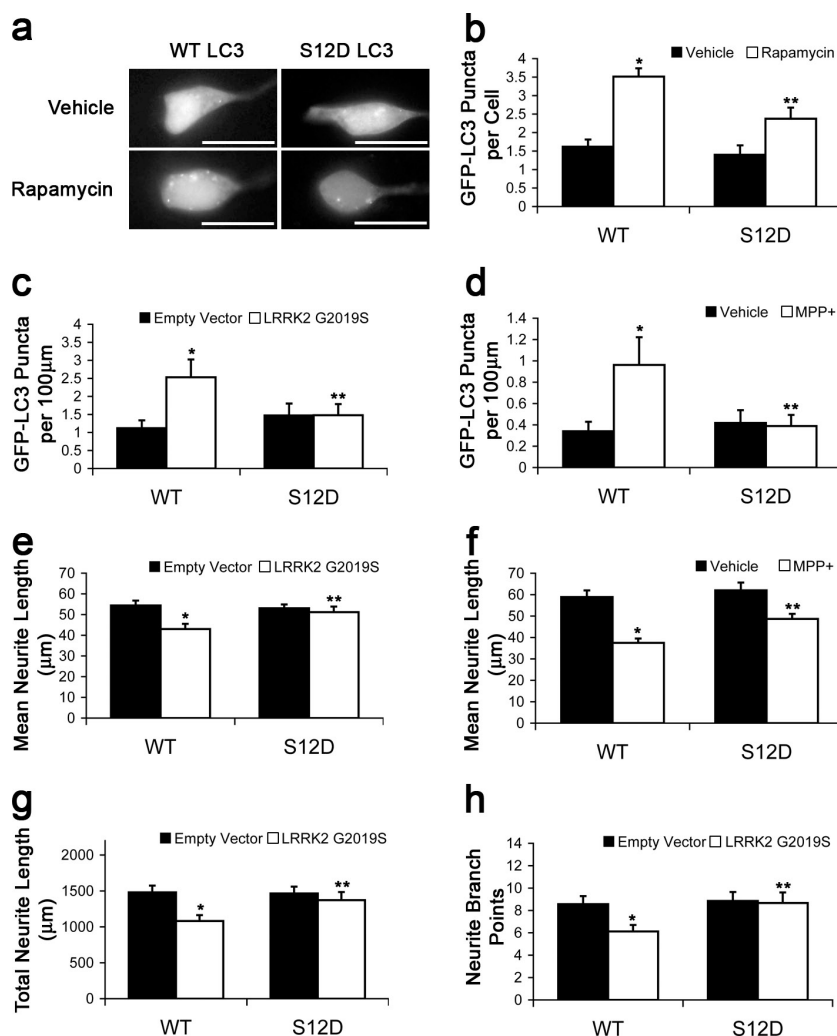 a
WT LC3 S12D LC3
Vehicle
Rapamycin
b
Vehicle Rapamycin
GFP-LC3 Puncta
per Cell
4
3.5
3
2.5
2
1.5
1
0.5
0
*
**
WT S12D
c
Empty Vector LRRK2 G2019S
GFP-LC3 Puncta
per 100µm
4
3.5
3
2.5
2
1.5
1
0.5
0
*
**
WT S12D
d
Vehicle MPP+
GFP-LC3 Puncta
per 100µm
1.4
1.2
1
0.8
0.6
0.4
0.2
0
*
**
WT S12D
e
Empty Vector LRRK2 G2019S
Mean Neurite Length
(µm)
70
60
50
40
30
20
10
0
*
**
WT S12D
f
Vehicle MPP+
Mean Neurite Length
(µm)
70
60
50
40
30
20
10
0
*
**
WT S12D
g
Empty Vector LRRK2 G2019S
Total Neurite Length
(µm)
2000
1500
1000
500
0
*
**
WT S12D
h
Empty Vector LRRK2 G2019S
Neurite Branch
Points
14
12
10
8
6
4
2
0
*
**
WT S12D